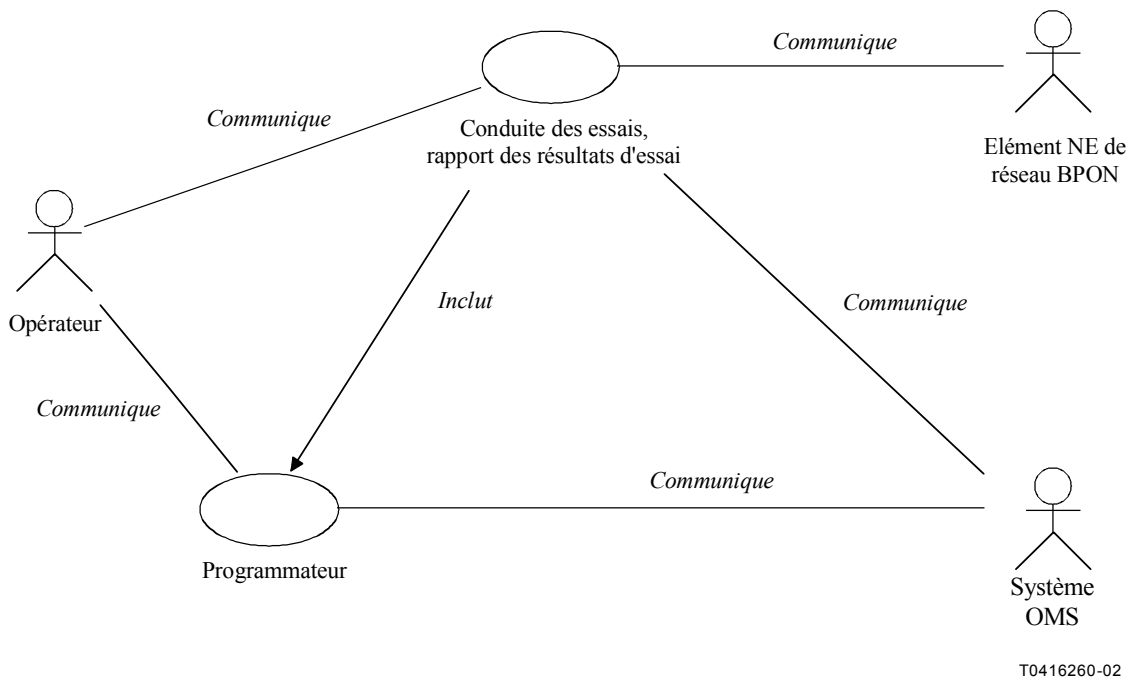 Communique
Communique
Conduite des essais,
rapport des résultats d'essai
Elément NE de
réseau BPON
Inclut
Communique
Opérateur
Communique
Communique
Programmateur
Système
OMS
T0416260-02